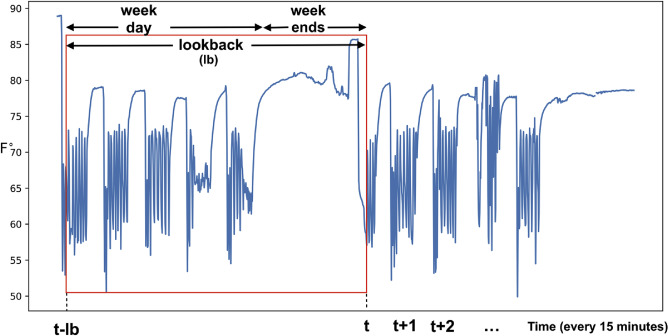 week
day
week
ends
lookback
(lb)
90
85
80
75
70
65
60
55
50
F°
t-lb
t
t+1
t+2
...
Time (every 15 minutes)